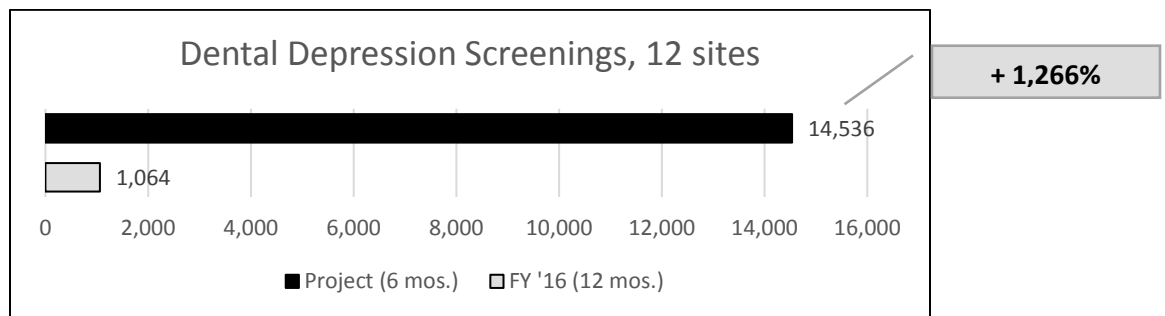 Dental Depression Screenings, 12 sites
+ 1,266%
14,536
1,064
0 2,000 4,000 6,000 8,000 10,000 12,000 14,000 16,000
Project (6 mos.) FY '16 (12 mos.)